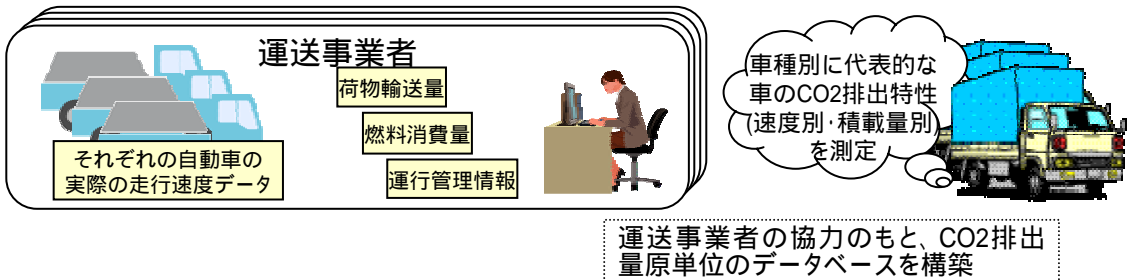 運送事業者
荷物輸送量
燃料消費量
運行管理情報
それぞれの自動車の
実際の走行速度データ
車種別に代表的な
車のCO2排出特性
(速度別･積載量別)
を測定
運送事業者の協力のもと、CO2排出
量原単位のデータベースを構築